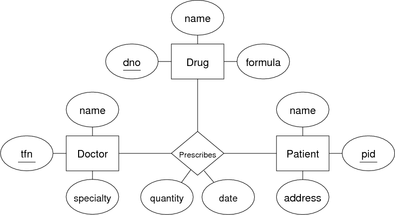 name
dno
Drug
formula
name
name
tfn
Doctor
Prescribes
Patient
pid
specialty
quantity
date
address